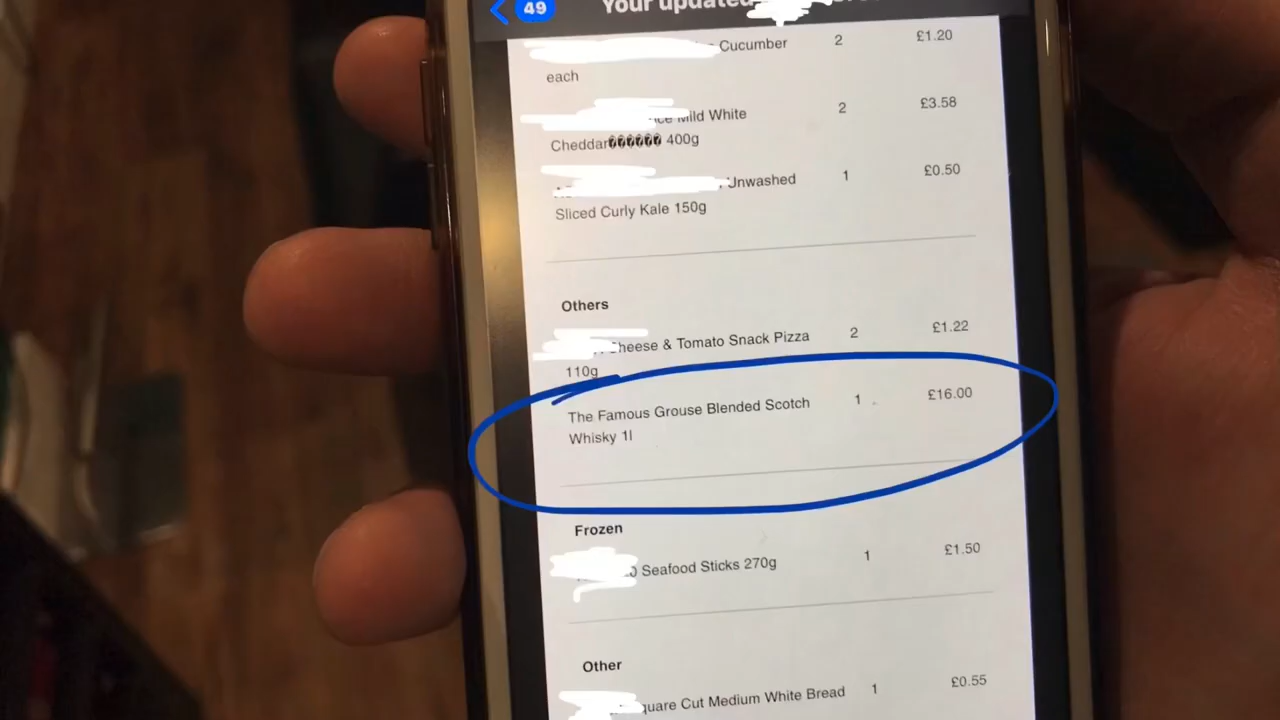 49 Your updated
Cucumber 2 £1.20
each
Mild White 2 £3.58
Cheddar������ 400g
Unwashed 1 £0.50
Sliced Curly Kale 150g
Others
Cheese & Tomato Snack Pizza 2 £1.22
110g
The Famous Grouse Blended Scotch 1 £16.00
Whisky 1l
Frozen
Seafood Sticks 270g 1 £1.50
Other
Cut Medium White Bread 1 £0.55